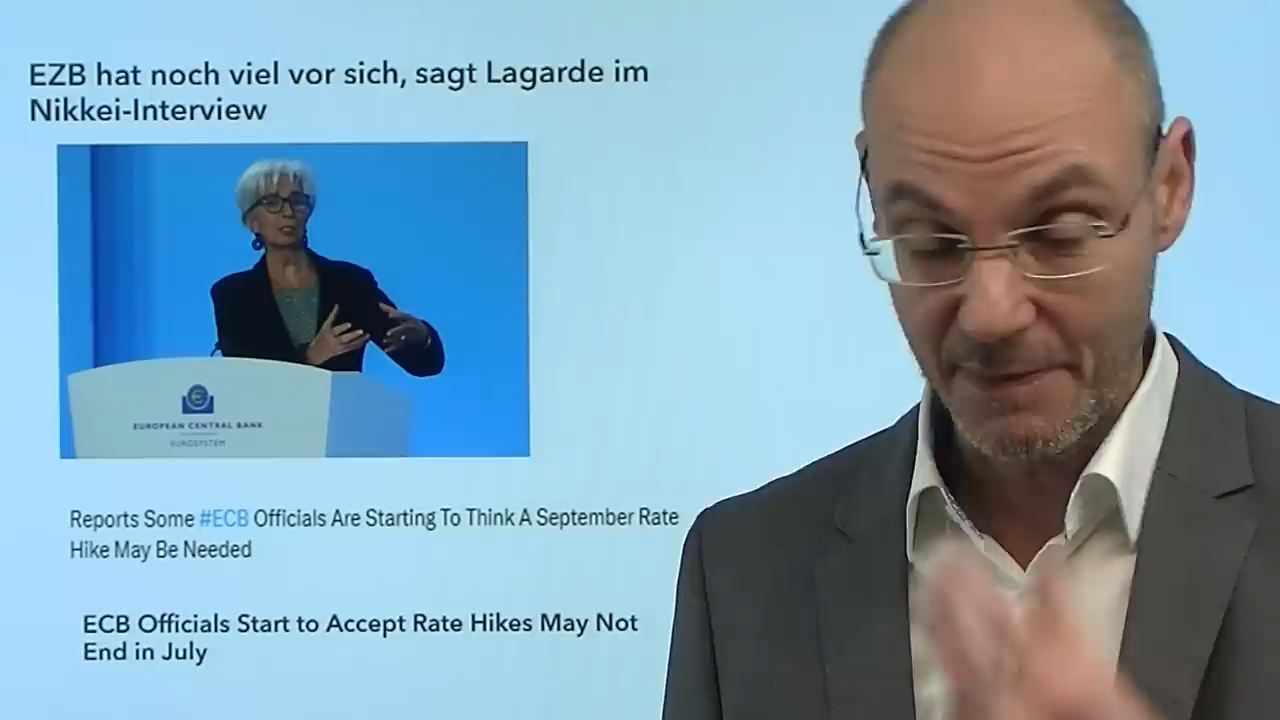 EZB hat noch viel vor sich, sagt Lagarde im
Nikkei-Interview
EUROPEAN CENTRAL BANK
EUROSYSTEM
Reports Some #ECB Officials Are Starting To Think A September Rate
Hike May Be Needed
ECB Officials Start to Accept Rate Hikes May Not
End in July